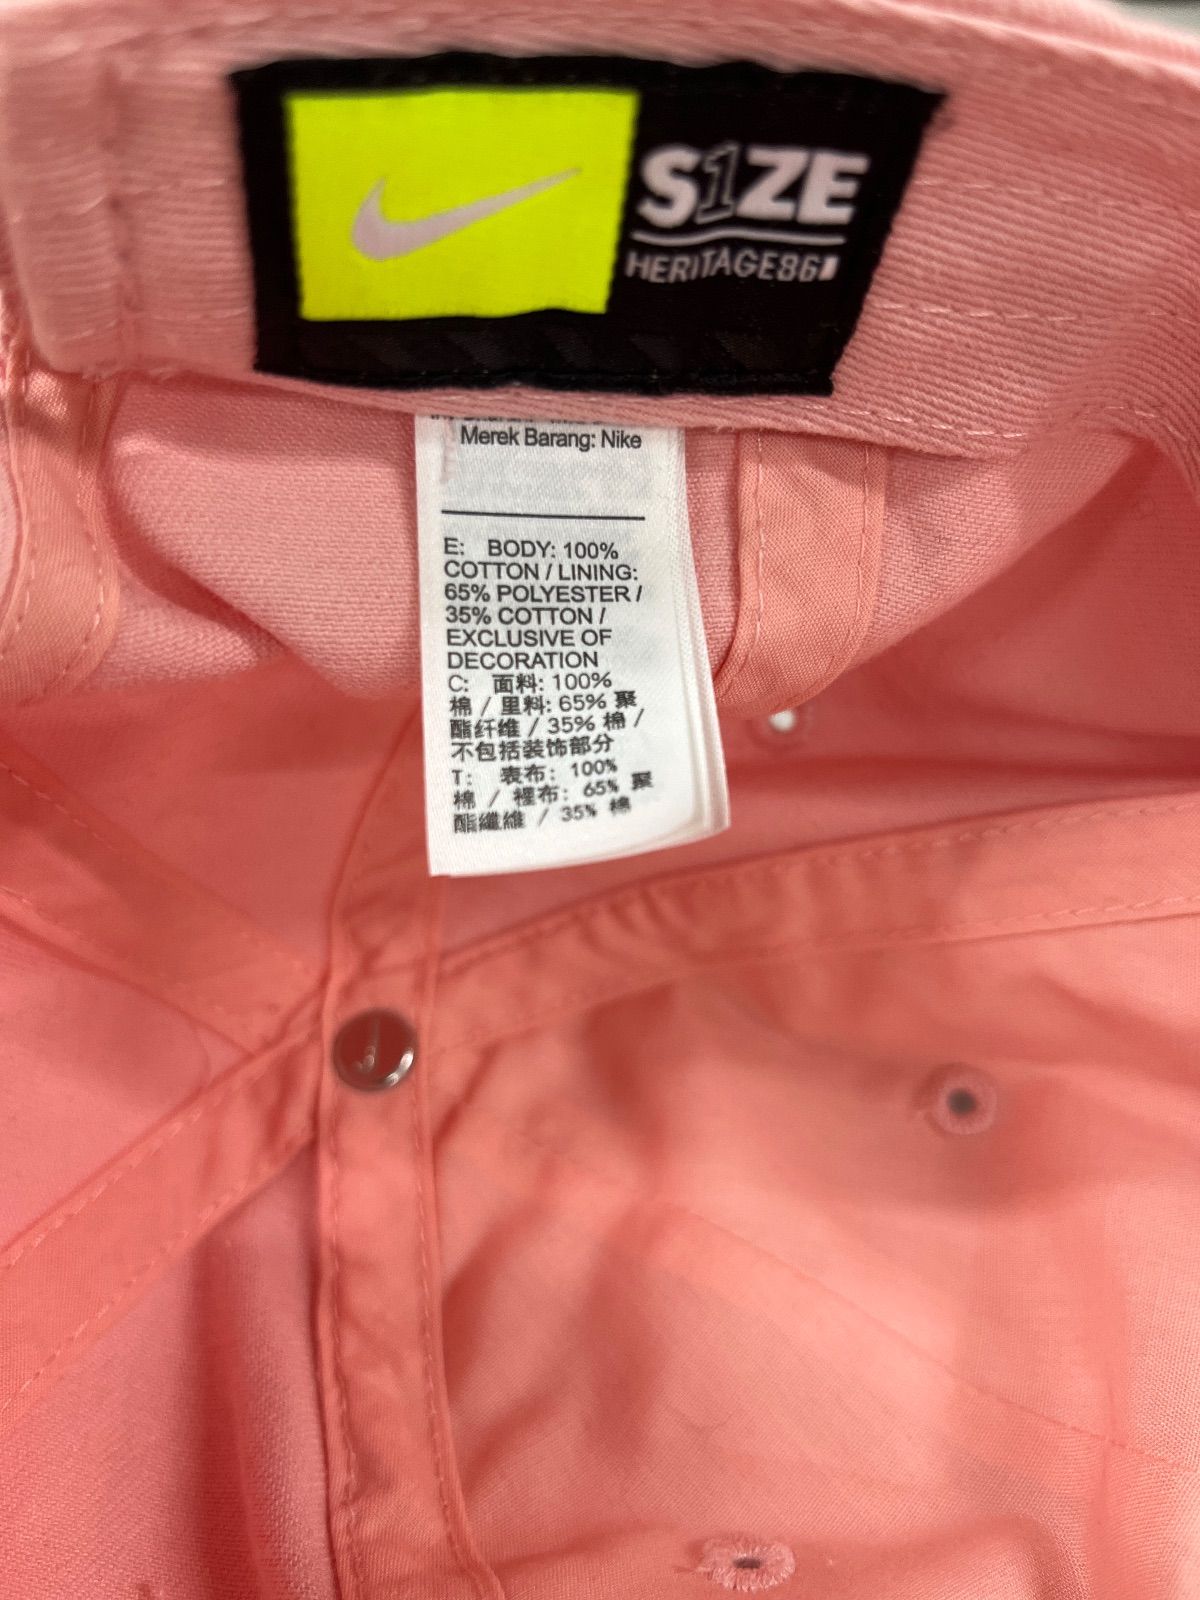 S1ZE
HERITAGE86
Merek Barang: Nike
E: BODY: 100%
COTTON / LINING:
65% POLYESTER /
35% COTTON /
EXCLUSIVE OF
DECORATION
C: 面料: 100%
棉 / 里料: 65% 聚
酯纤维 / 35% 棉 /
不包括装饰部分
T: 表布: 100%
棉 / 裡布: 65% 聚
酯纖維 / 35% 棉